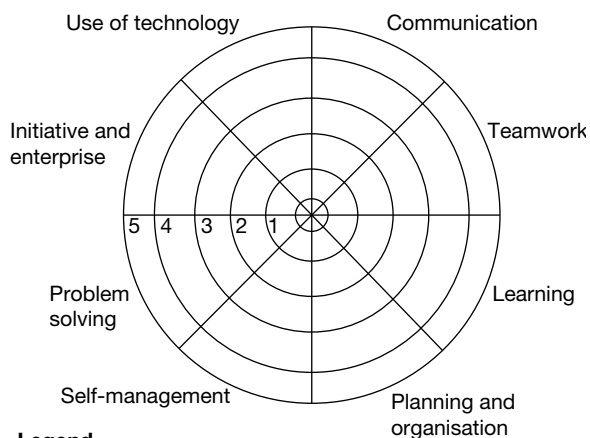 Use of technology
Communication
Initiative and
enterprise
Teamwork
5 4 3 2 1
Problem
solving
Learning
Self-management
Planning and
organisation
Legend